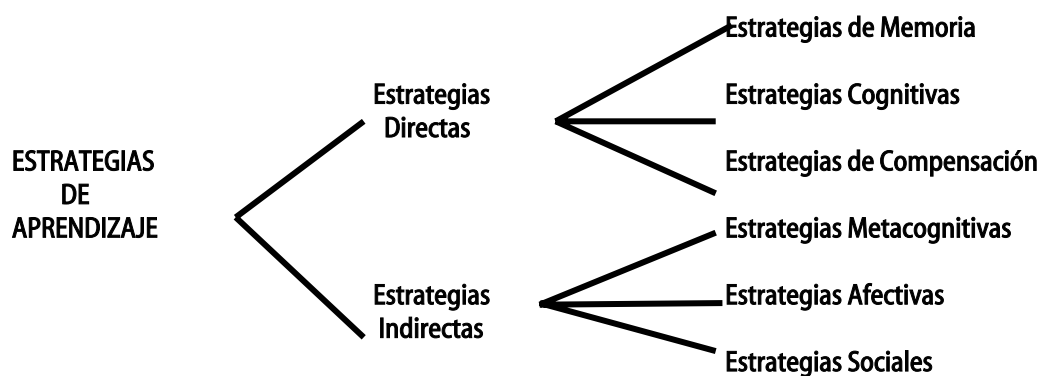 ESTRATEGIAS
DE
APRENDIZAJE
Estrategias
Directas
Estrategias de Memoria
Estrategias Cognitivas
Estrategias de Compensación
Estrategias
Indirectas
Estrategias Metacognitivas
Estrategias Afectivas
Estrategias Sociales